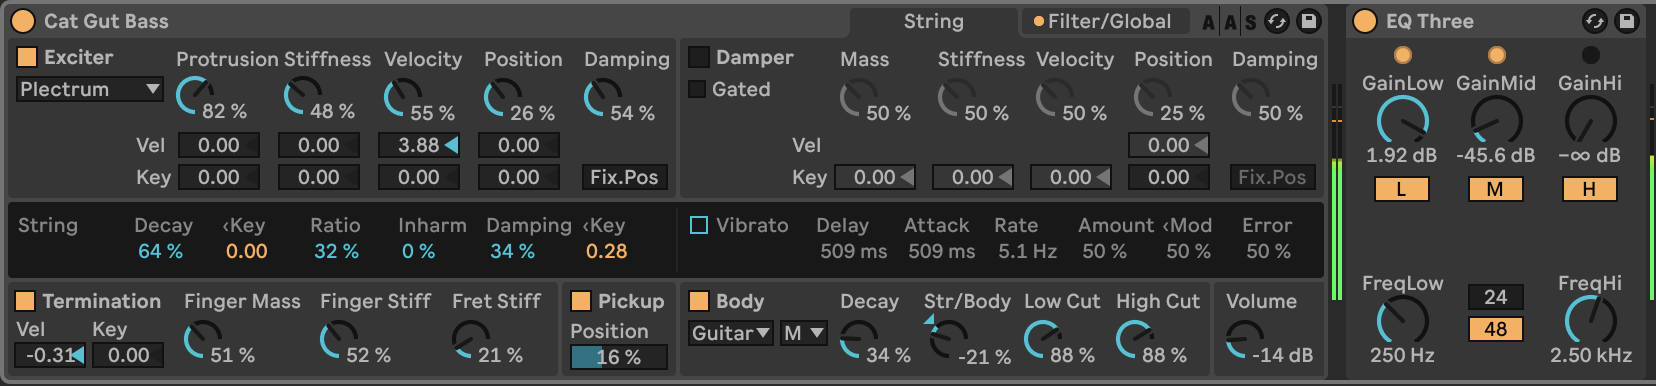 Cat Gut Bass String Filter/Global A A S EQ Three
Exciter Protrusion Stiffness Velocity Position Damping Damper Mass Stiffness Velocity Position Damping GainLow GainMid GainHi
Plectrum 82 % 48 % 55 % 26 % 54 % Gated 50 % 50 % 50 % 25 % 50 %
Vel 0.00 0.00 3.88 0.00 Vel 0.00 1.92 dB -45.6 dB -∞ dB
Key 0.00 0.00 0.00 0.00 Fix.Pos Key 0.00 0.00 0.00 0.00 Fix.Pos L M H
String Decay ‹Key Ratio Inharm Damping ‹Key Vibrato Delay Attack Rate Amount ‹Mod Error
64 % 0.00 32 % 0 % 34 % 0.28 509 ms 509 ms 5.1 Hz 50 % 50 % 50 %
Termination Finger Mass Finger Stiff Fret Stiff Pickup Body Decay Str/Body Low Cut High Cut Volume FreqLow 24 FreqHi
Vel Key Position Guitar M 48
-0.31 0.00 51 % 52 % 21 % 16 % 34 % -21 % 88 % 88 % -14 dB 250 Hz 2.50 kHz